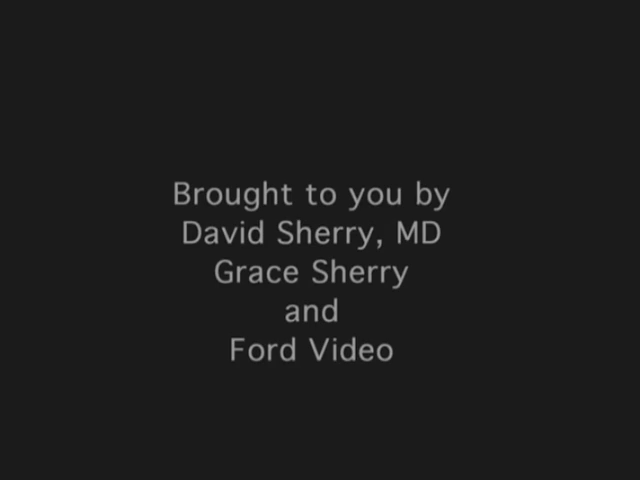 Brought to you by
David Sherry, MD
Grace Sherry
and
Ford Video